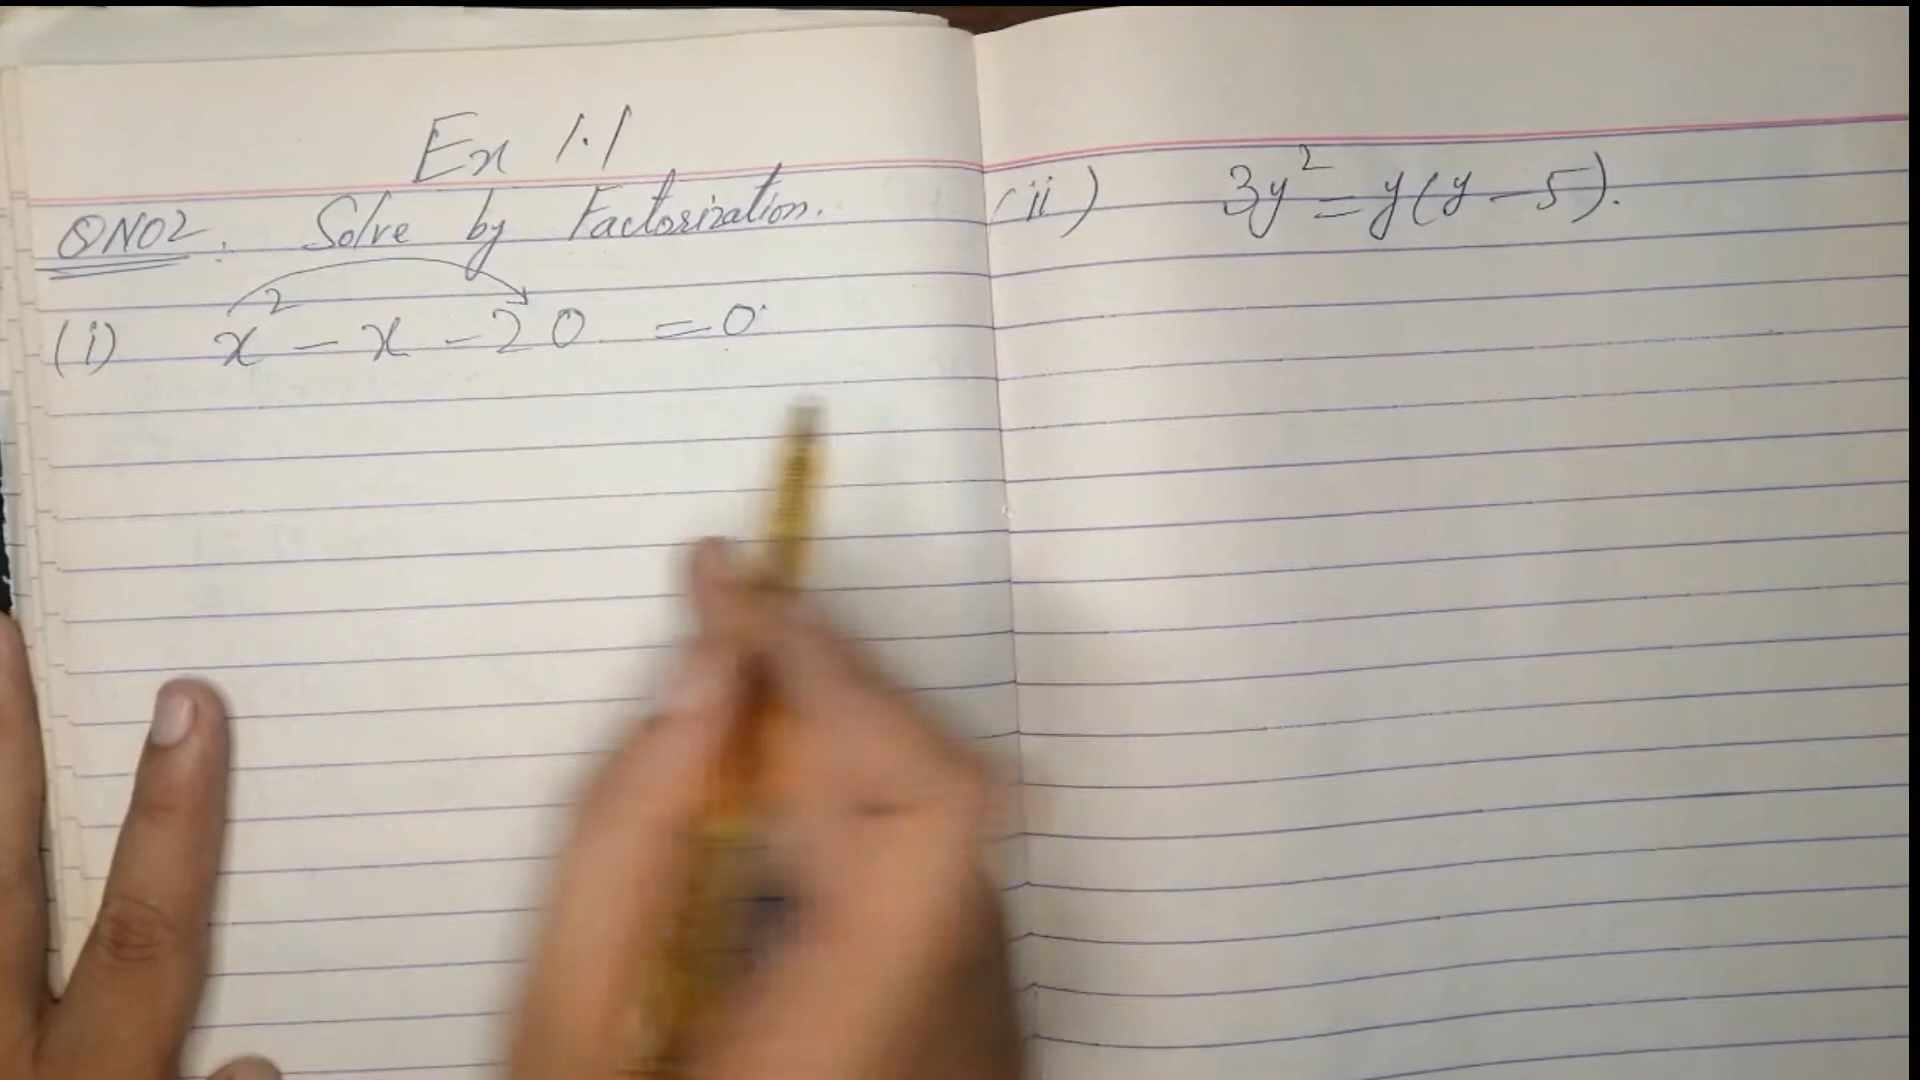 Ex 1.1
QNO2. Solve by Factorization.
(i) x² - x - 20 = 0
(ii) 3y² = y(y - 5).